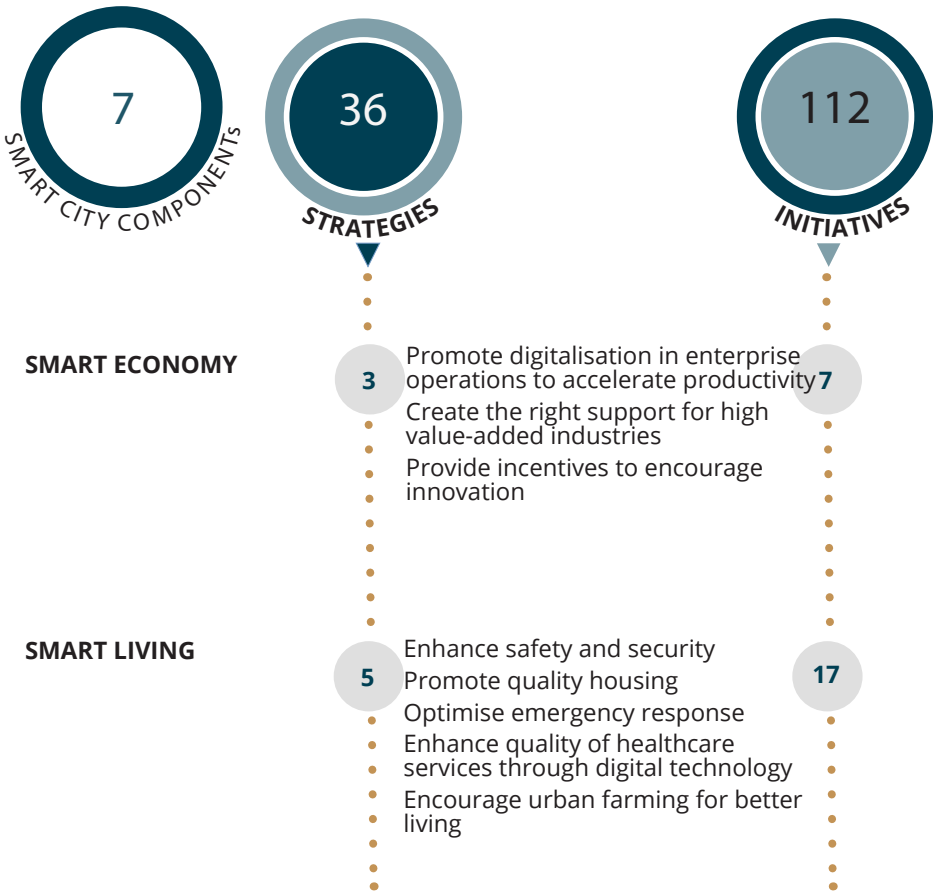 7
SMART CITY COMPONENTs
36
STRATEGIES
112
INITIATIVES
SMART ECONOMY
3
Promote digitalisation in enterprise
operations to accelerate productivity
Create the right support for high
value-added industries
Provide incentives to encourage
innovation
7
SMART LIVING
5
Enhance safety and security
Promote quality housing
Optimise emergency response
Enhance quality of healthcare
services through digital technology
Encourage urban farming for better
living
17